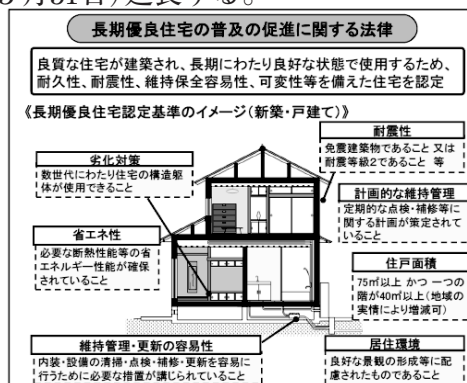 月31日)延長する。
長期優良住宅の普及の促進に関する法律
良質な住宅が建築され、長期にわたり良好な状態で使用するため、
耐久性、耐震性、維持保全容易性、可変性等を備えた住宅を認定
《長期優良住宅認定基準のイメージ(新築・戸建て)》
耐震性
免震建築物であること 又は
耐震等級2であること 等
劣化対策
数世代にわたり住宅の構造躯
体が使用できること
計画的な維持管理
定期的な点検・補修等に
関する計画が策定されて
いること
省エネ性
必要な断熱性能等の省
エネルギー性能が確保
されていること
住戸面積
75㎡以上 かつ 一つの
階が40㎡以上(地域の
実情により増減可)
維持管理・更新の容易性
内装・設備の清掃・点検・補修・更新を容易に
行うために必要な措置が講じられていること
居住環境
良好な景観の形成等に配
慮されたものであること